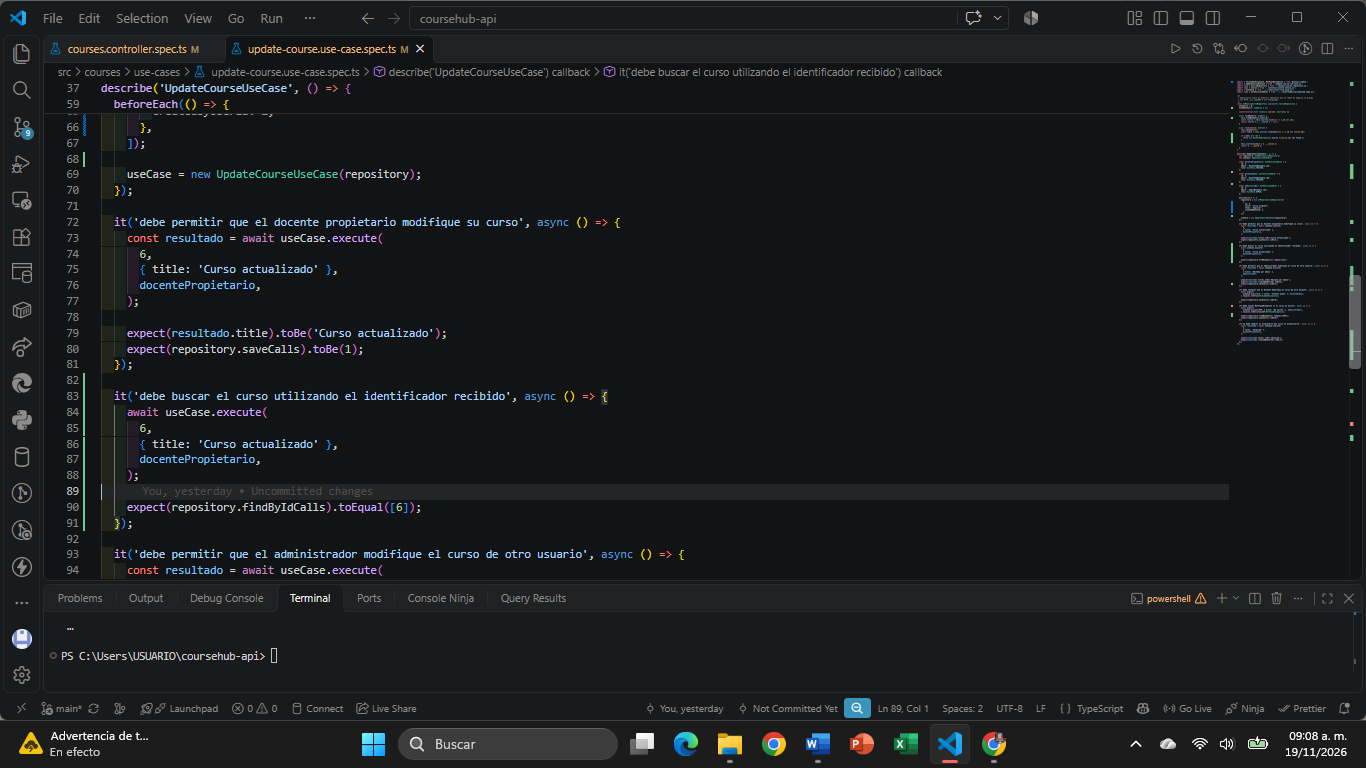 File Edit Selection View Go Run ··· coursehub-api
courses.controller.spec.ts M update-course.use-case.spec.ts M
src > courses > use-cases > update-course.use-case.spec.ts > describe('UpdateCourseUseCase') callback > it('debe buscar el curso utilizando el identificador recibido') callback
37 describe('UpdateCourseUseCase', () => {
59 beforeEach(() => {
66 },
67 ]);
68
69 useCase = new UpdateCourseUseCase(repository);
70 });
71
72 it('debe permitir que el docente propietario modifique su curso', async () => {
73 const resultado = await useCase.execute(
74 6,
75 { title: 'Curso actualizado' },
76 docentePropietario,
77 );
78
79 expect(resultado.title).toBe('Curso actualizado');
80 expect(repository.saveCalls).toBe(1);
81 });
82
83 it('debe buscar el curso utilizando el identificador recibido', async () => {
84 await useCase.execute(
85 6,
86 { title: 'Curso actualizado' },
87 docentePropietario,
88 );
89 You, yesterday • Uncommitted changes
90 expect(repository.findByIdCalls).toEqual([6]);
91 });
92
93 it('debe permitir que el administrador modifique el curso de otro usuario', async () => {
94 const resultado = await useCase.execute(
9
Problems Output Debug Console Terminal Ports Console Ninja Query Results powershell
…
PS C:\Users\USUARIO\coursehub-api>
main* Launchpad 0 0 Connect Live Share You, yesterday Not Committed Yet Ln 89, Col 1 Spaces: 2 UTF-8 LF { } TypeScript Go Live Ninja Prettier
Advertencia de t...
En efecto
Buscar
09:08 a. m.
19/11/2026